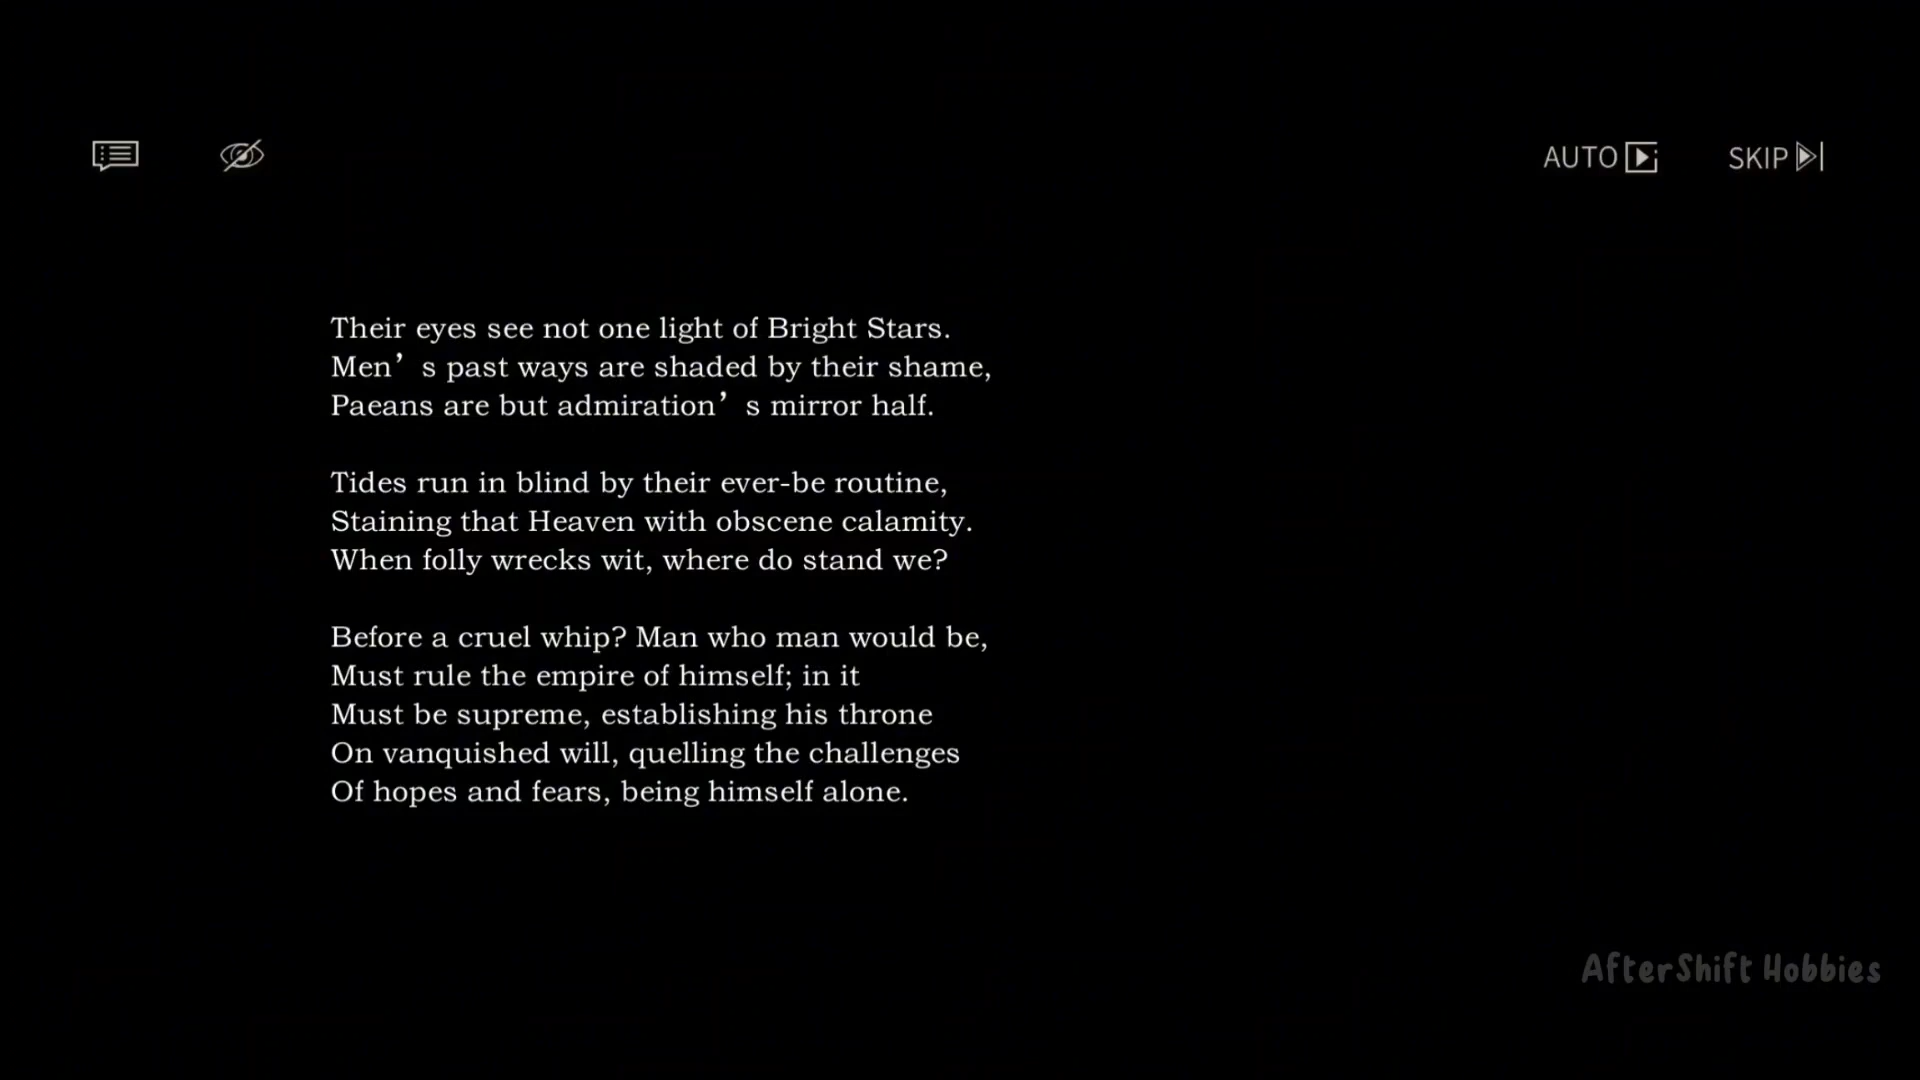 AUTO
SKIP
Their eyes see not one light of Bright Stars.
Men’ s past ways are shaded by their shame,
Paeans are but admiration’ s mirror half.
Tides run in blind by their ever-be routine,
Staining that Heaven with obscene calamity.
When folly wrecks wit, where do stand we?
Before a cruel whip? Man who man would be,
Must rule the empire of himself; in it
Must be supreme, establishing his throne
On vanquished will, quelling the challenges
Of hopes and fears, being himself alone.
AfterShift Hobbies